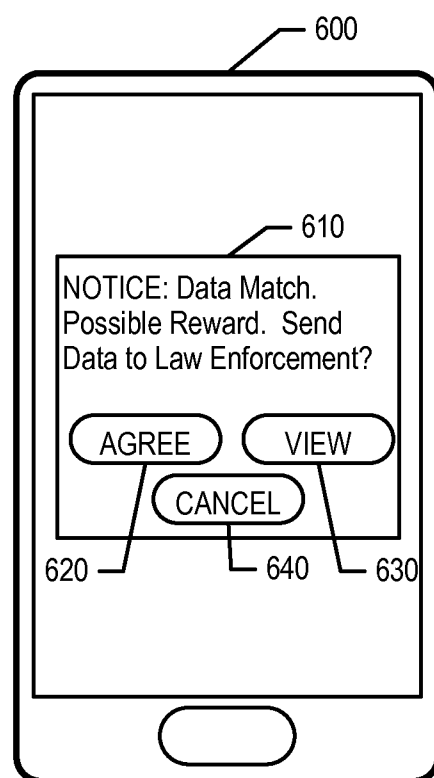 600
610
NOTICE: Data Match.
Possible Reward.  Send
Data to Law Enforcement?
AGREE
VIEW
CANCEL
620
640
630